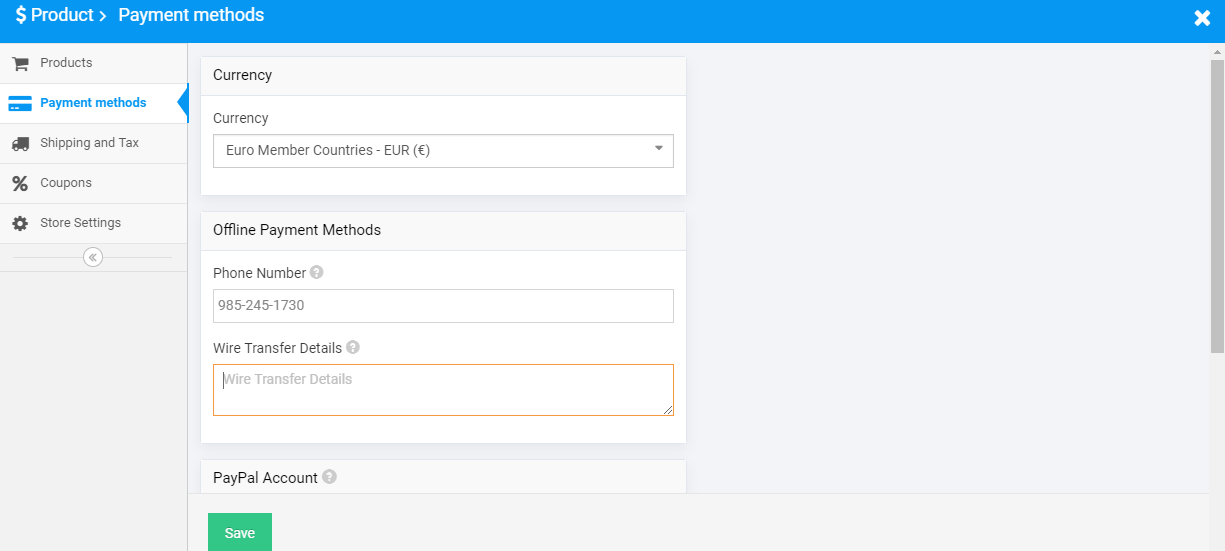 $ Product > Payment methods
Products
Payment methods
Shipping and Tax
Coupons
Store Settings
Currency
Currency
Euro Member Countries - EUR (€)
Offline Payment Methods
Phone Number ?
985-245-1730
Wire Transfer Details ?
Wire Transfer Details
PayPal Account ?
Save